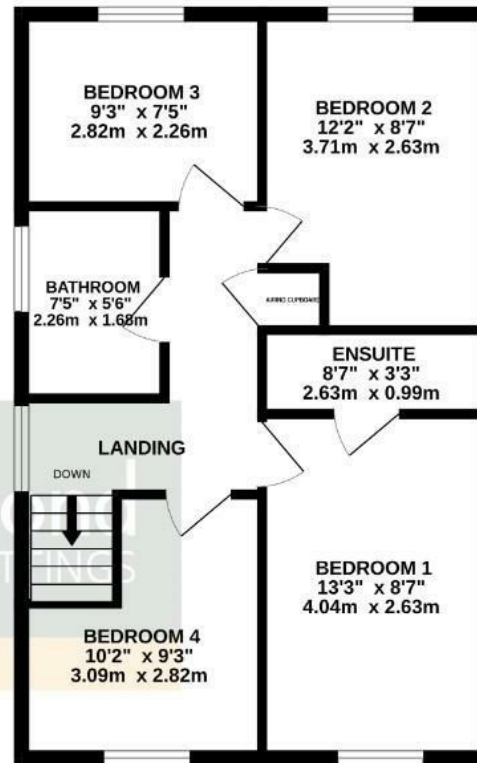 BEDROOM 3
9'3" x 7'5"
2.82m x 2.26m
BEDROOM 2
12'2" x 8'7"
3.71m x 2.63m
BATHROOM
7'5" x 5'6"
2.26m x 1.68m
AIRING CUPBOARD
ENSUITE
8'7" x 3'3"
2.63m x 0.99m
LANDING
DOWN
ond
TTINGS
BEDROOM 1
13'3" x 8'7"
4.04m x 2.63m
BEDROOM 4
10'2" x 9'3"
3.09m x 2.82m